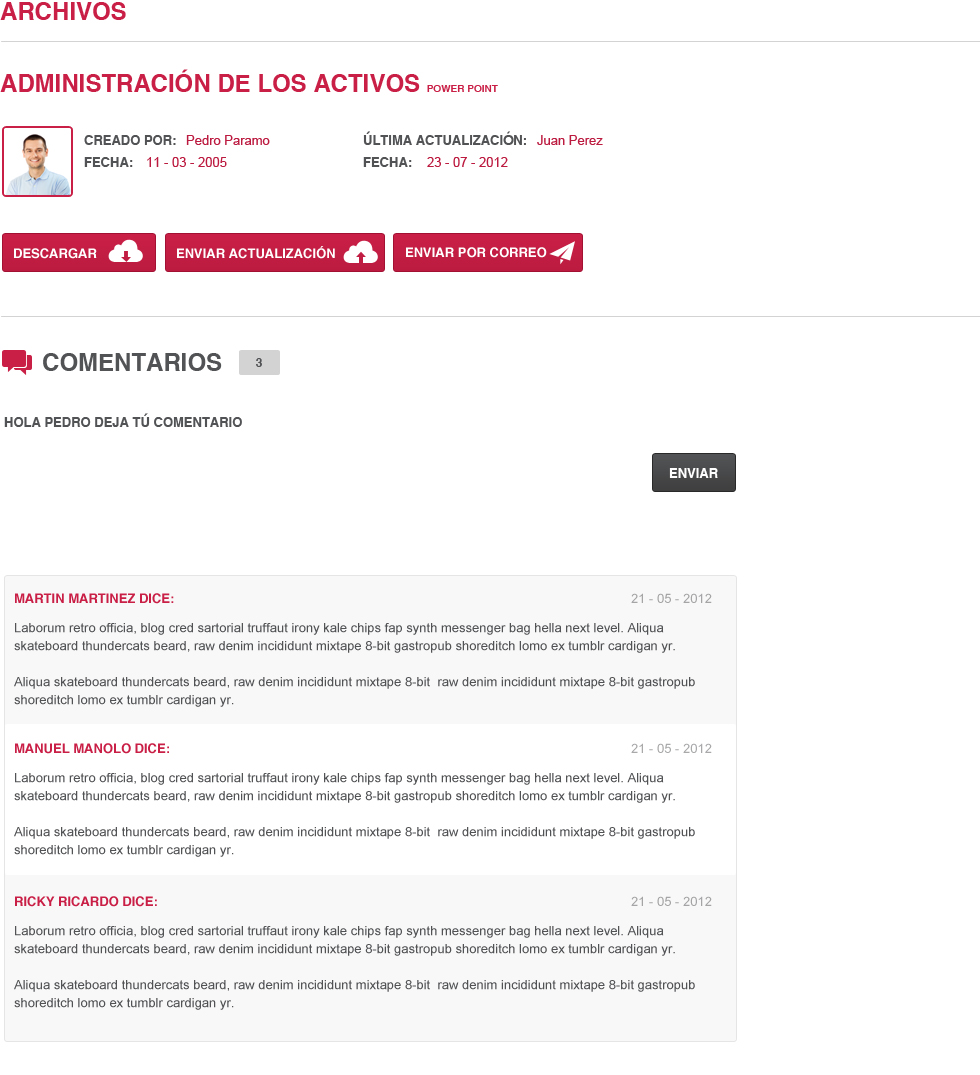 ARCHIVOS
ADMINISTRACIÓN DE LOS ACTIVOS POWER POINT
CREADO POR: Pedro Paramo ÚLTIMA ACTUALIZACIÓN: Juan Perez
FECHA: 11 - 03 - 2005 FECHA: 23 - 07 - 2012
DESCARGAR ENVIAR ACTUALIZACIÓN ENVIAR POR CORREO
COMENTARIOS 3
HOLA PEDRO DEJA TÚ COMENTARIO
ENVIAR
MARTIN MARTINEZ DICE: 21 - 05 - 2012
Laborum retro officia, blog cred sartorial truffaut irony kale chips fap synth messenger bag hella next level. Aliqua
skateboard thundercats beard, raw denim incididunt mixtape 8-bit gastropub shoreditch lomo ex tumblr cardigan yr.
Aliqua skateboard thundercats beard, raw denim incididunt mixtape 8-bit  raw denim incididunt mixtape 8-bit gastropub
shoreditch lomo ex tumblr cardigan yr.
MANUEL MANOLO DICE: 21 - 05 - 2012
Laborum retro officia, blog cred sartorial truffaut irony kale chips fap synth messenger bag hella next level. Aliqua
skateboard thundercats beard, raw denim incididunt mixtape 8-bit gastropub shoreditch lomo ex tumblr cardigan yr.
Aliqua skateboard thundercats beard, raw denim incididunt mixtape 8-bit  raw denim incididunt mixtape 8-bit gastropub
shoreditch lomo ex tumblr cardigan yr.
RICKY RICARDO DICE: 21 - 05 - 2012
Laborum retro officia, blog cred sartorial truffaut irony kale chips fap synth messenger bag hella next level. Aliqua
skateboard thundercats beard, raw denim incididunt mixtape 8-bit gastropub shoreditch lomo ex tumblr cardigan yr.
Aliqua skateboard thundercats beard, raw denim incididunt mixtape 8-bit  raw denim incididunt mixtape 8-bit gastropub
shoreditch lomo ex tumblr cardigan yr.